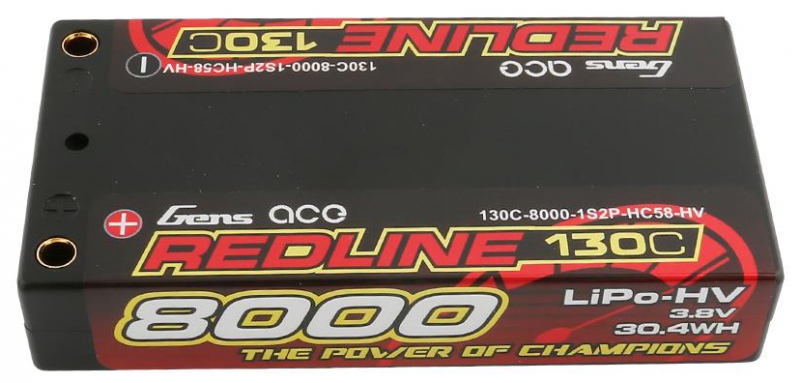 REDLINE 130C
Gens ace
130C-8000-1S2P-HC58-HV
Gens ace 130C-8000-1S2P-HC58-HV
REDLINE 130C
8000 LiPo-HV
3.8V
30.4WH
THE POWER OF CHAMPIONS